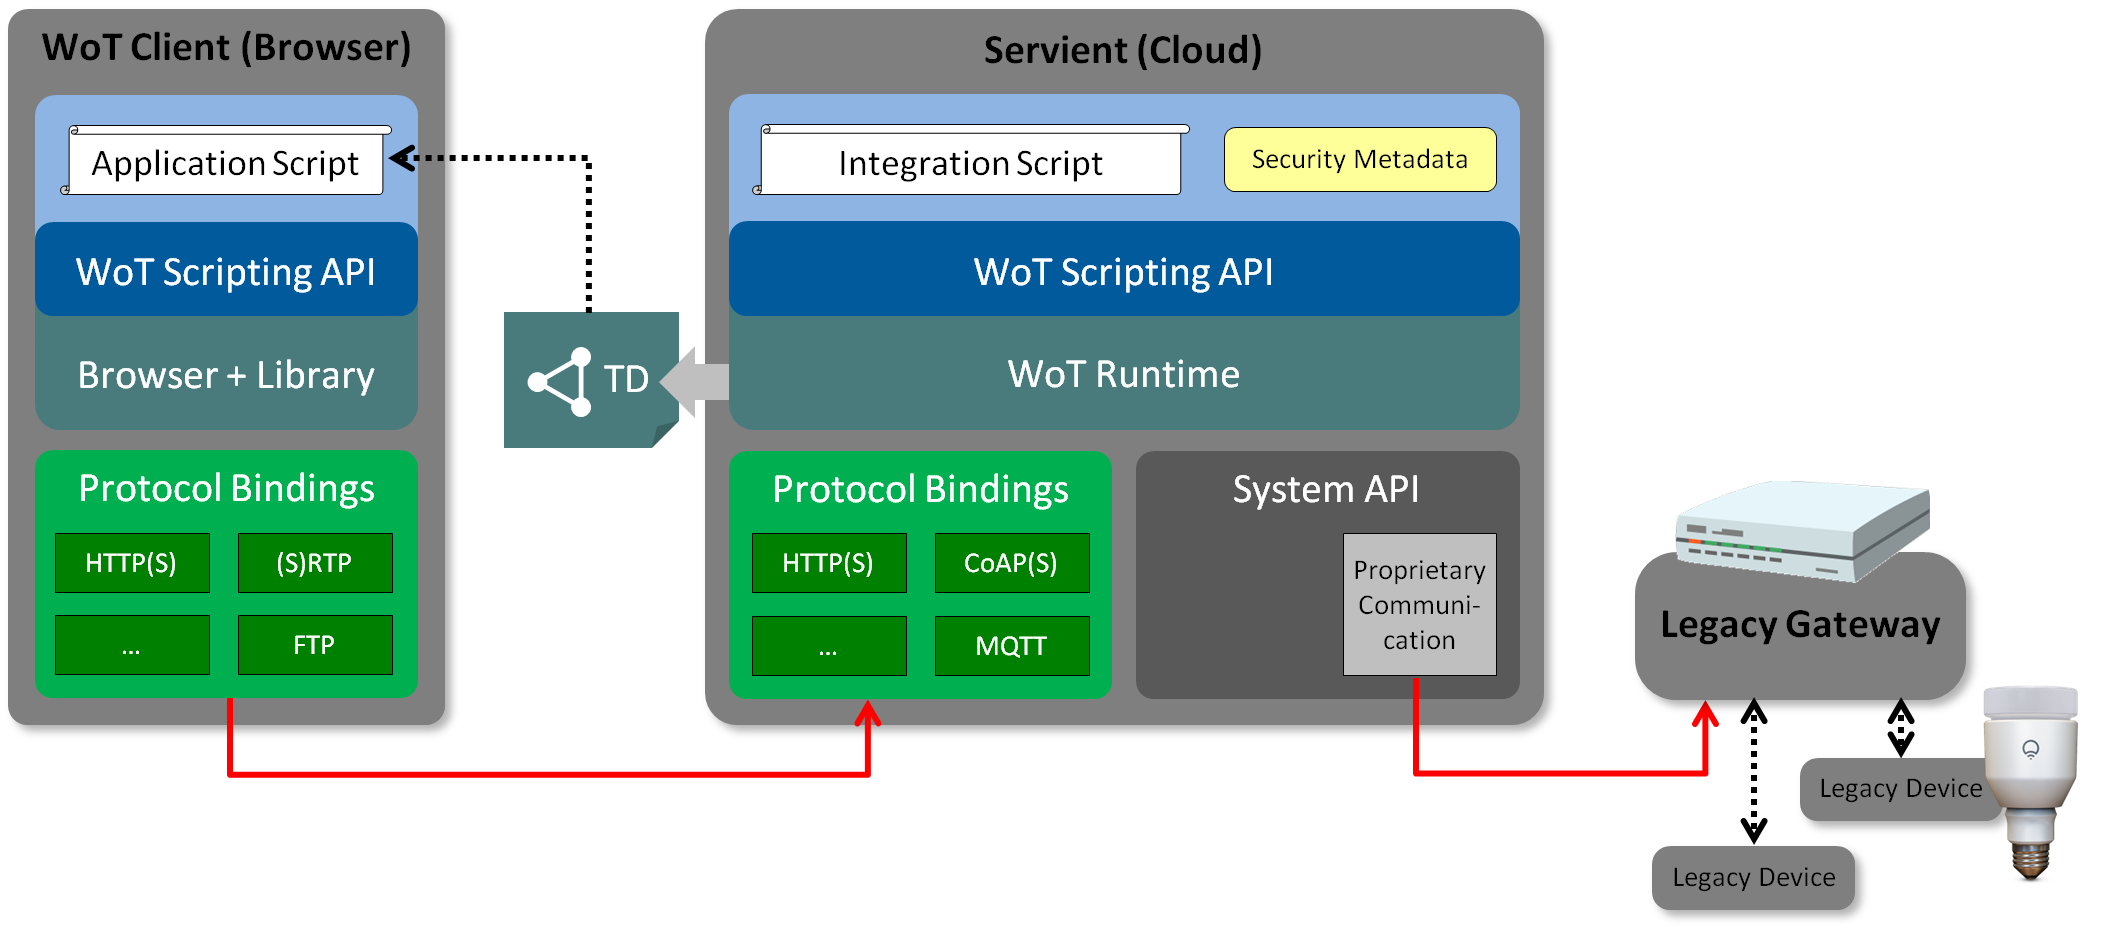 WoT Client (Browser)
Application Script
WoT Scripting API
Browser + Library
Protocol Bindings
HTTP(S)
(S)RTP
...
FTP
TD
Servient (Cloud)
Integration Script
Security Metadata
WoT Scripting API
WoT Runtime
Protocol Bindings
HTTP(S)
CoAP(S)
...
MQTT
System API
Proprietary
Communi-
cation
Legacy Gateway
Legacy Device
Legacy Device